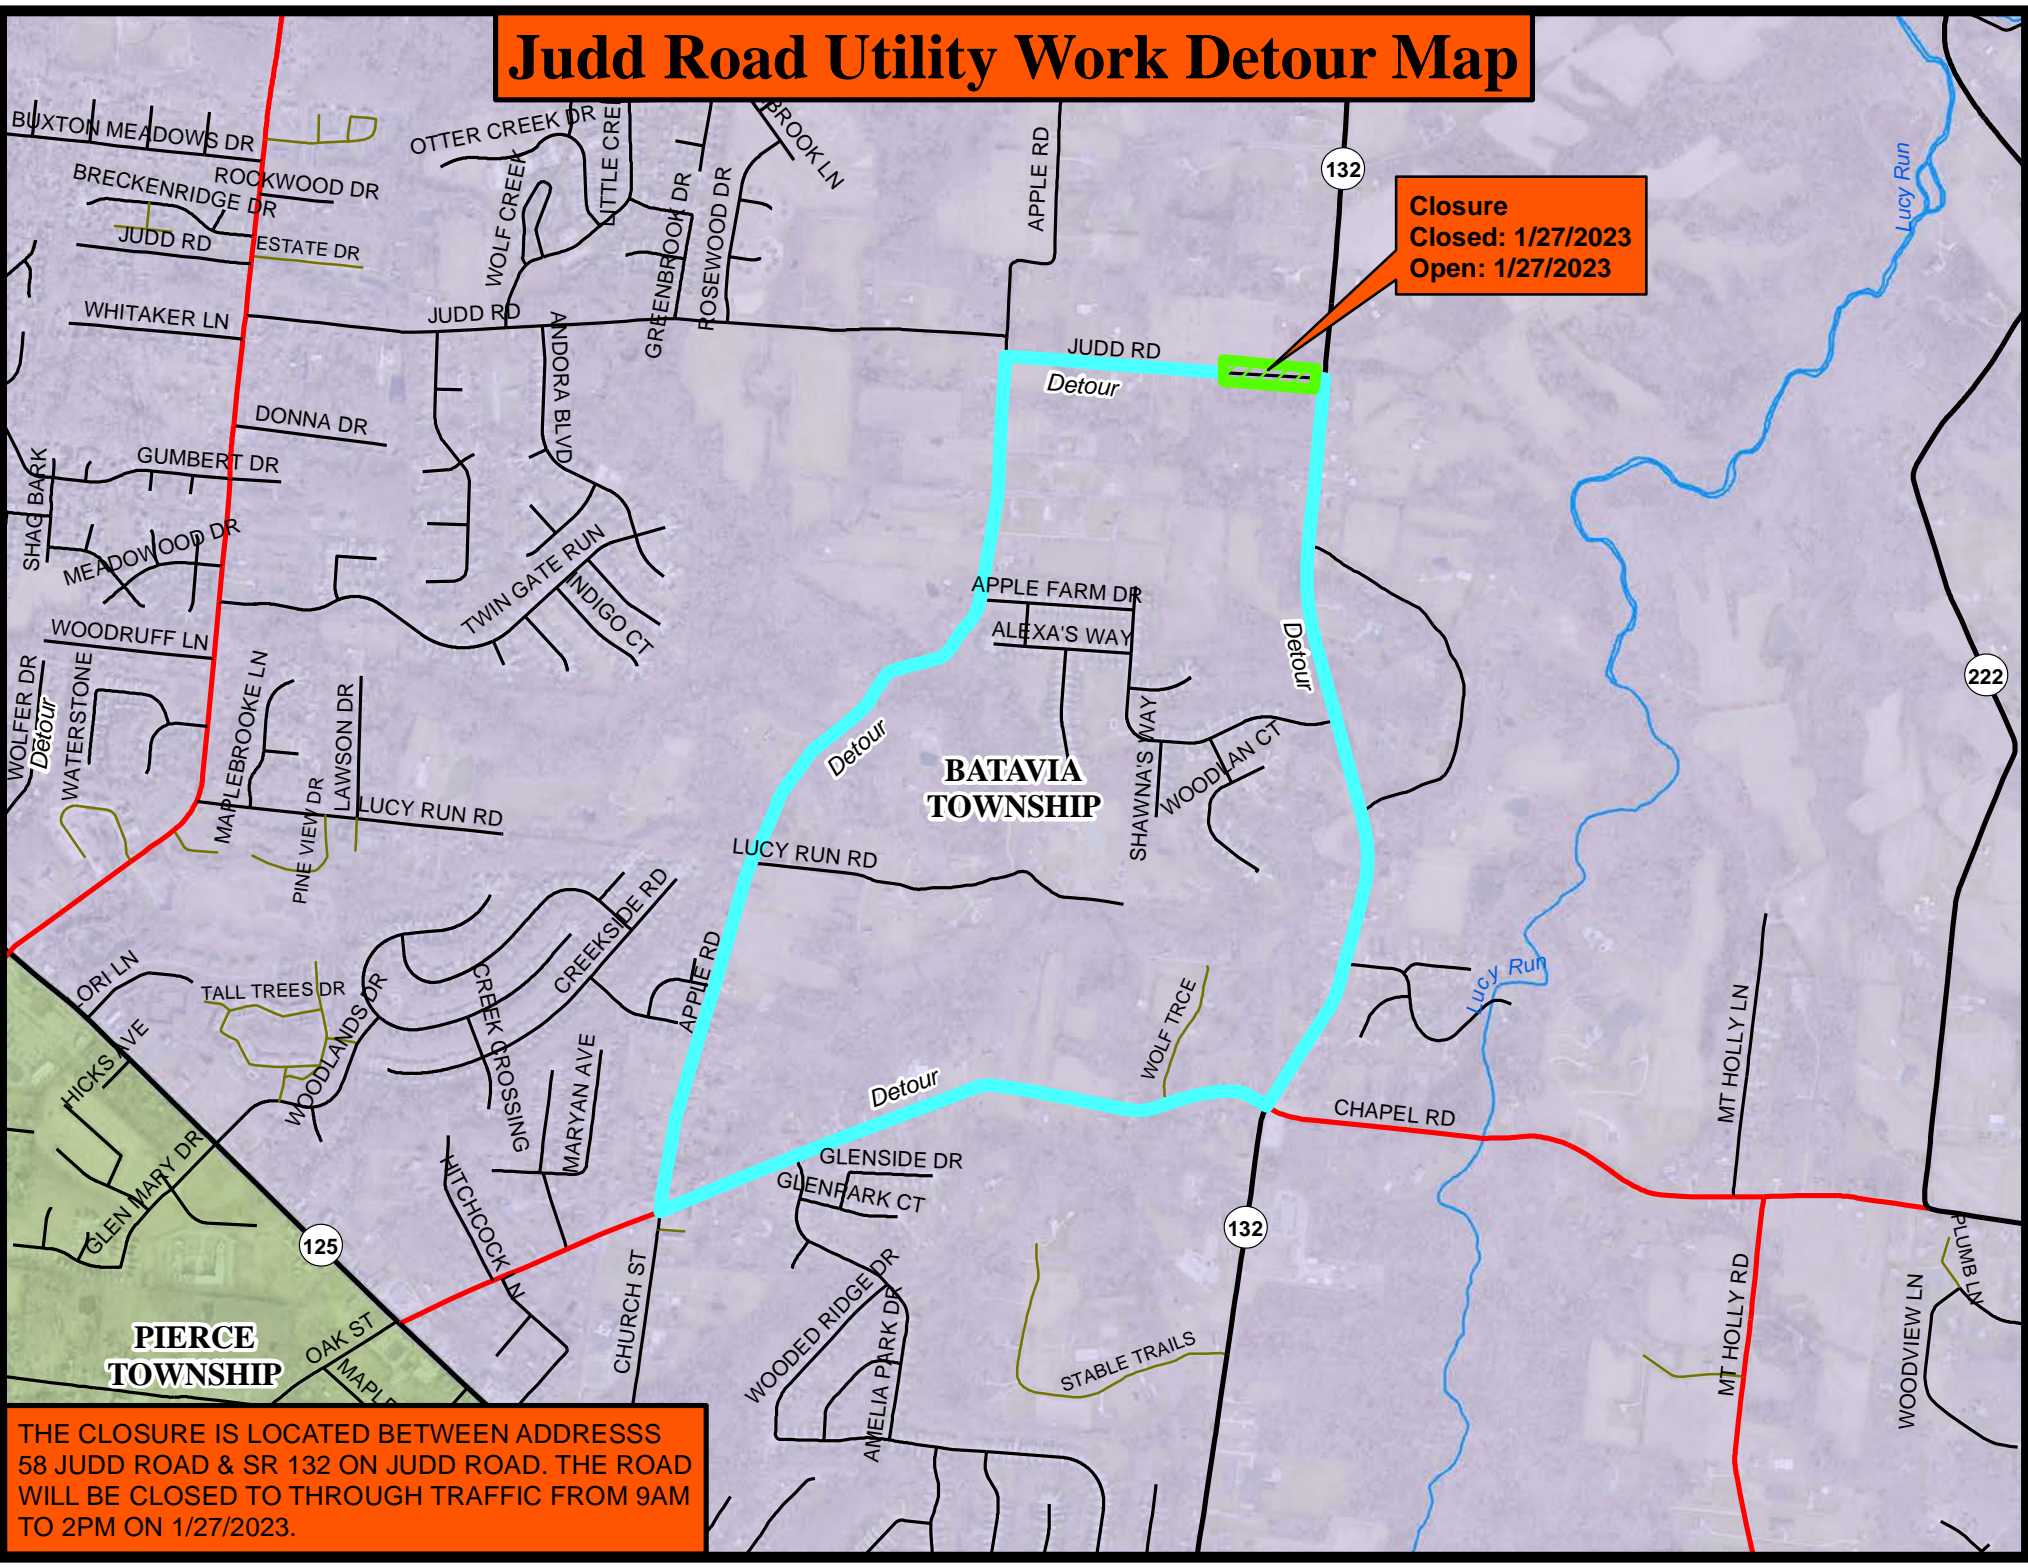 Judd Road Utility Work Detour Map
BUXTON MEADOWS DR
ROCKWOOD DR
BRECKENRIDGE DR
JUDD RD
ESTATE DR
WHITAKER LN
OTTER CREEK DR
LITTLE CRE
WOLF CREEK
GREENBROOK DR
ROSEWOOD DR
BROOK LN
APPLE RD
132
Lucy Run
Closure
Closed: 1/27/2023
Open: 1/27/2023
JUDD RD
ANDORA BLVD
JUDD RD
Detour
DONNA DR
GUMBERT DR
SHAG BARK
MEADOWOOD DR
TWIN GATE RUN
INDIGO CT
APPLE FARM DR
ALEXA'S WAY
Detour
222
WOODRUFF LN
WOLFER DR
Detour
WATERSTONE
MAPLEBROOKE LN
LAWSON DR
PINE VIEW DR
LUCY RUN RD
Detour
BATAVIA
TOWNSHIP
SHAWNA'S WAY
WOODLAN CT
LUCY RUN RD
LORI LN
TALL TREES DR
WOODLANDS DR
CREEKSIDE RD
CREEK CROSSING
APPLE RD
WOLF TRCE
Lucy Run
MT HOLLY LN
HICKS AVE
MARYAN AVE
Detour
CHAPEL RD
GLEN MARY DR
HITCHCOCK LN
GLENSIDE DR
GLENPARK CT
125
132
CHURCH ST
WOODED RIDGE DR
AMELIA PARK DR
STABLE TRAILS
MT HOLLY RD
PLUMB LN
WOODVIEW LN
PIERCE
TOWNSHIP
OAK ST
MAPLE
THE CLOSURE IS LOCATED BETWEEN ADDRESSS
58 JUDD ROAD & SR 132 ON JUDD ROAD. THE ROAD
WILL BE CLOSED TO THROUGH TRAFFIC FROM 9AM
TO 2PM ON 1/27/2023.